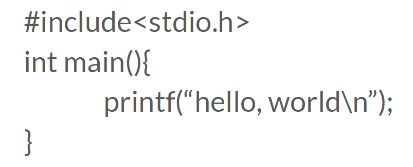 #include<stdio.h>
int main(){
printf(“hello, world\n”);
}